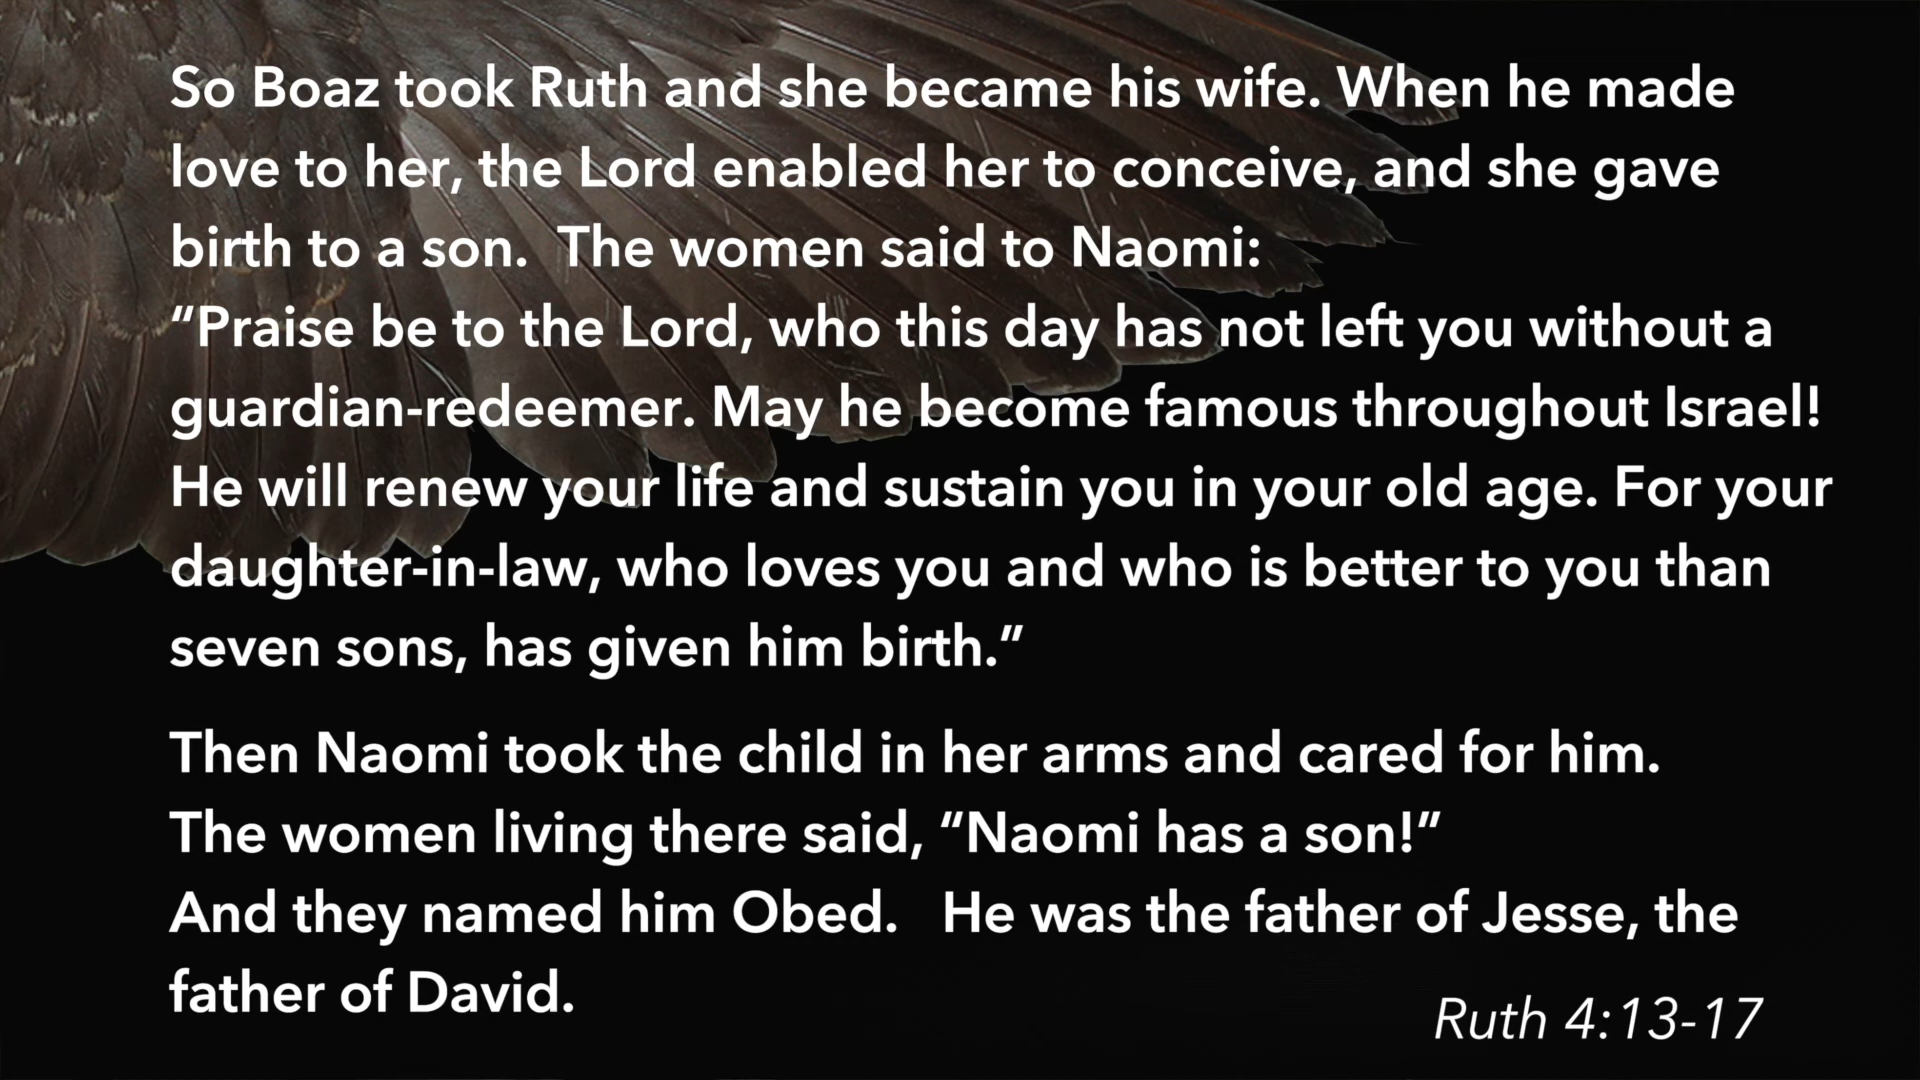 So Boaz took Ruth and she became his wife. When he made
love to her, the Lord enabled her to conceive, and she gave
birth to a son.  The women said to Naomi:
“Praise be to the Lord, who this day has not left you without a
guardian-redeemer. May he become famous throughout Israel!
He will renew your life and sustain you in your old age. For your
daughter-in-law, who loves you and who is better to you than
seven sons, has given him birth.”
Then Naomi took the child in her arms and cared for him.
The women living there said, “Naomi has a son!”
And they named him Obed.   He was the father of Jesse, the
father of David.
Ruth 4:13-17